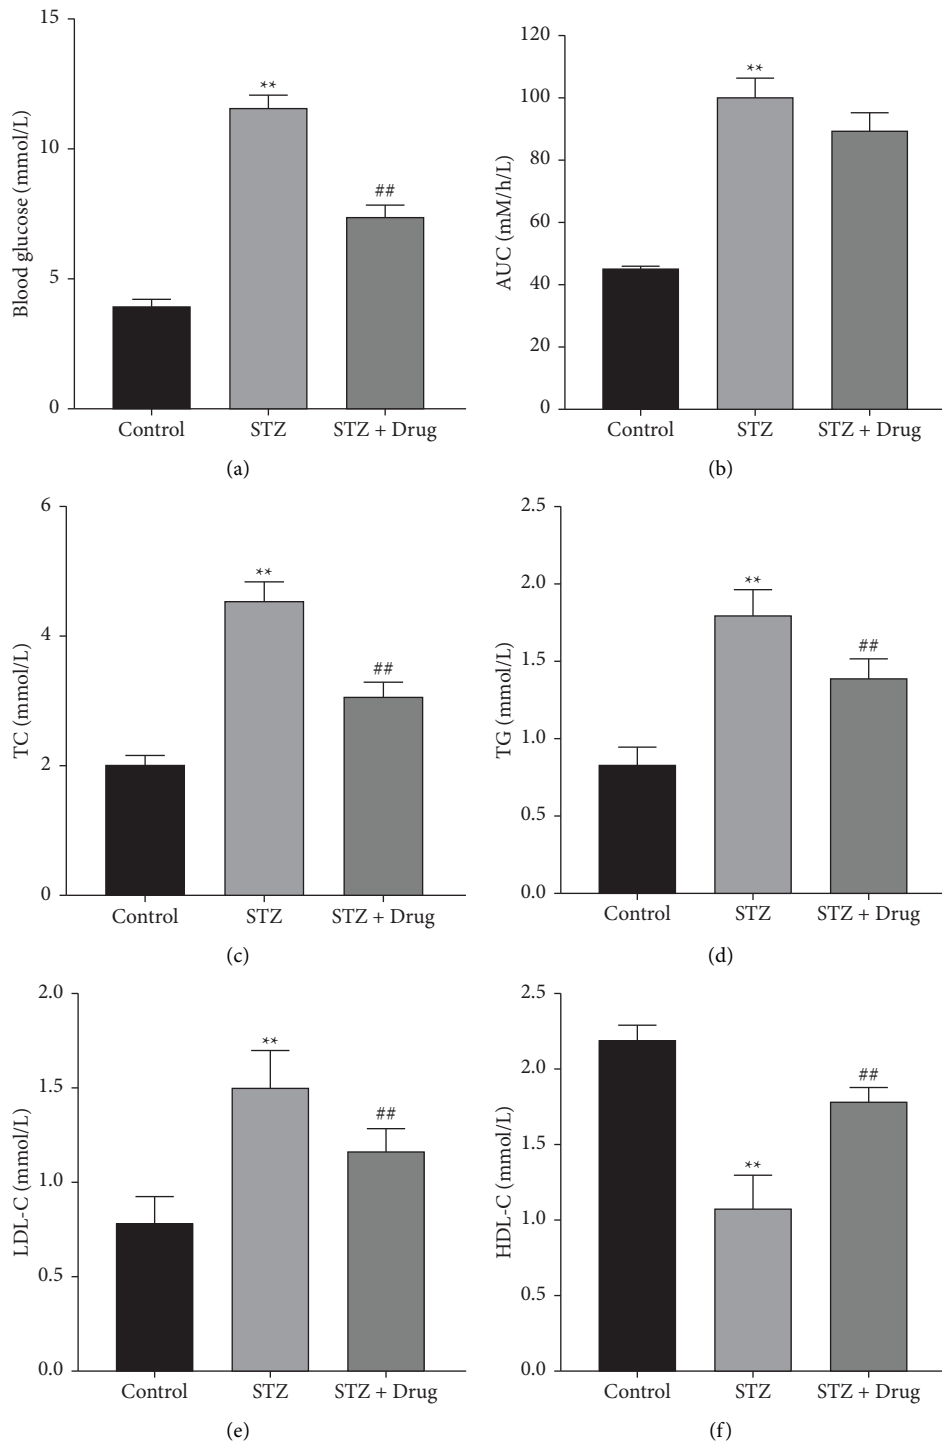 Blood glucose (mmol/L)
15
10
5
0
**
##
Control STZ STZ + Drug
(a)
AUC (mM/h/L)
120
100
80
60
40
20
0
**
Control STZ STZ + Drug
(b)
TC (mmol/L)
6
4
2
0
**
##
Control STZ STZ + Drug
(c)
TG (mmol/L)
2.5
2.0
1.5
1.0
0.5
0.0
**
##
Control STZ STZ + Drug
(d)
LDL-C (mmol/L)
2.0
1.5
1.0
0.5
0.0
**
##
Control STZ STZ + Drug
(e)
HDL-C (mmol/L)
2.5
2.0
1.5
1.0
0.5
0.0
**
##
Control STZ STZ + Drug
(f)